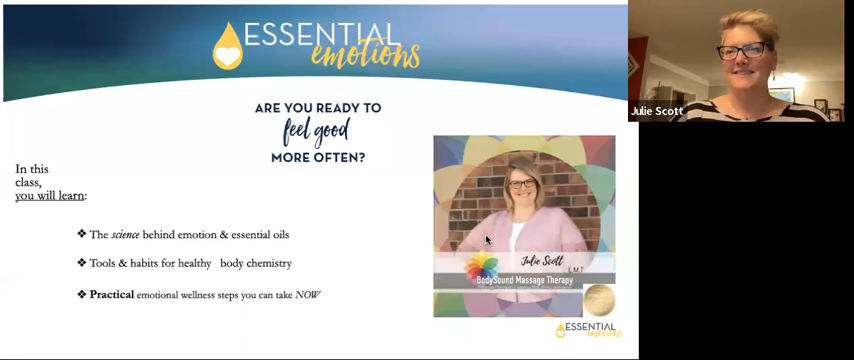 ESSENTIAL
emotions
Julie Scott
ARE YOU READY TO
feel good
MORE OFTEN?
In this
class,
you will learn:
❖ The science behind emotion & essential oils
❖ Tools & habits for healthy body chemistry
❖ Practical emotional wellness steps you can take NOW
Julie Scott
LMT
BodySound Massage Therapy
ESSENTIAL
emotions